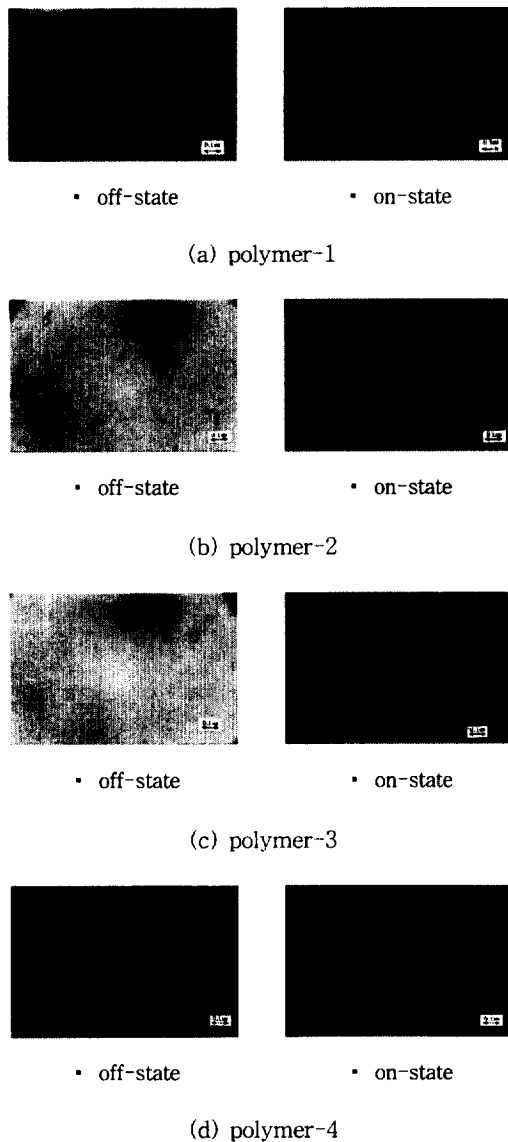 ▪ off-state ▪ on-state
(a) polymer-1
▪ off-state ▪ on-state
(b) polymer-2
▪ off-state ▪ on-state
(c) polymer-3
▪ off-state ▪ on-state
(d) polymer-4